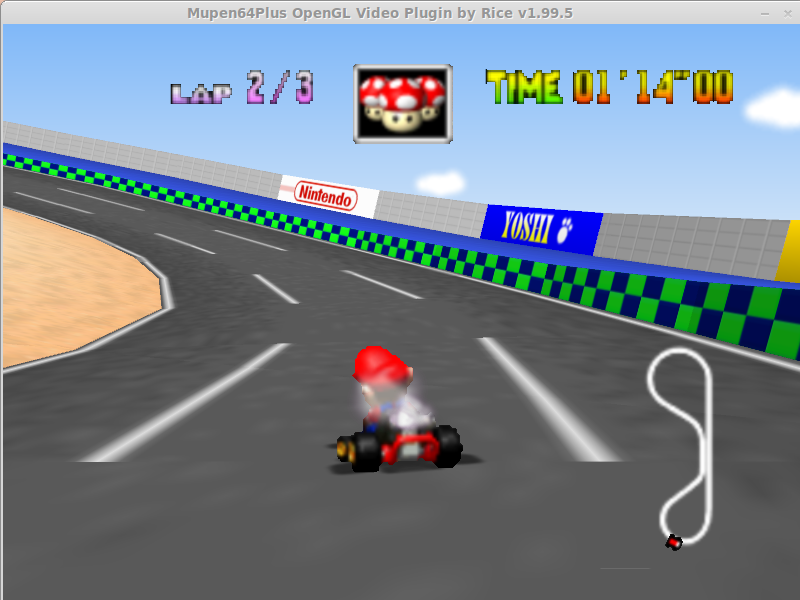 Mupen64Plus OpenGL Video Plugin by Rice v1.99.5
LAP 2/3
TIME 01'14"00
Nintendo
YOSHI